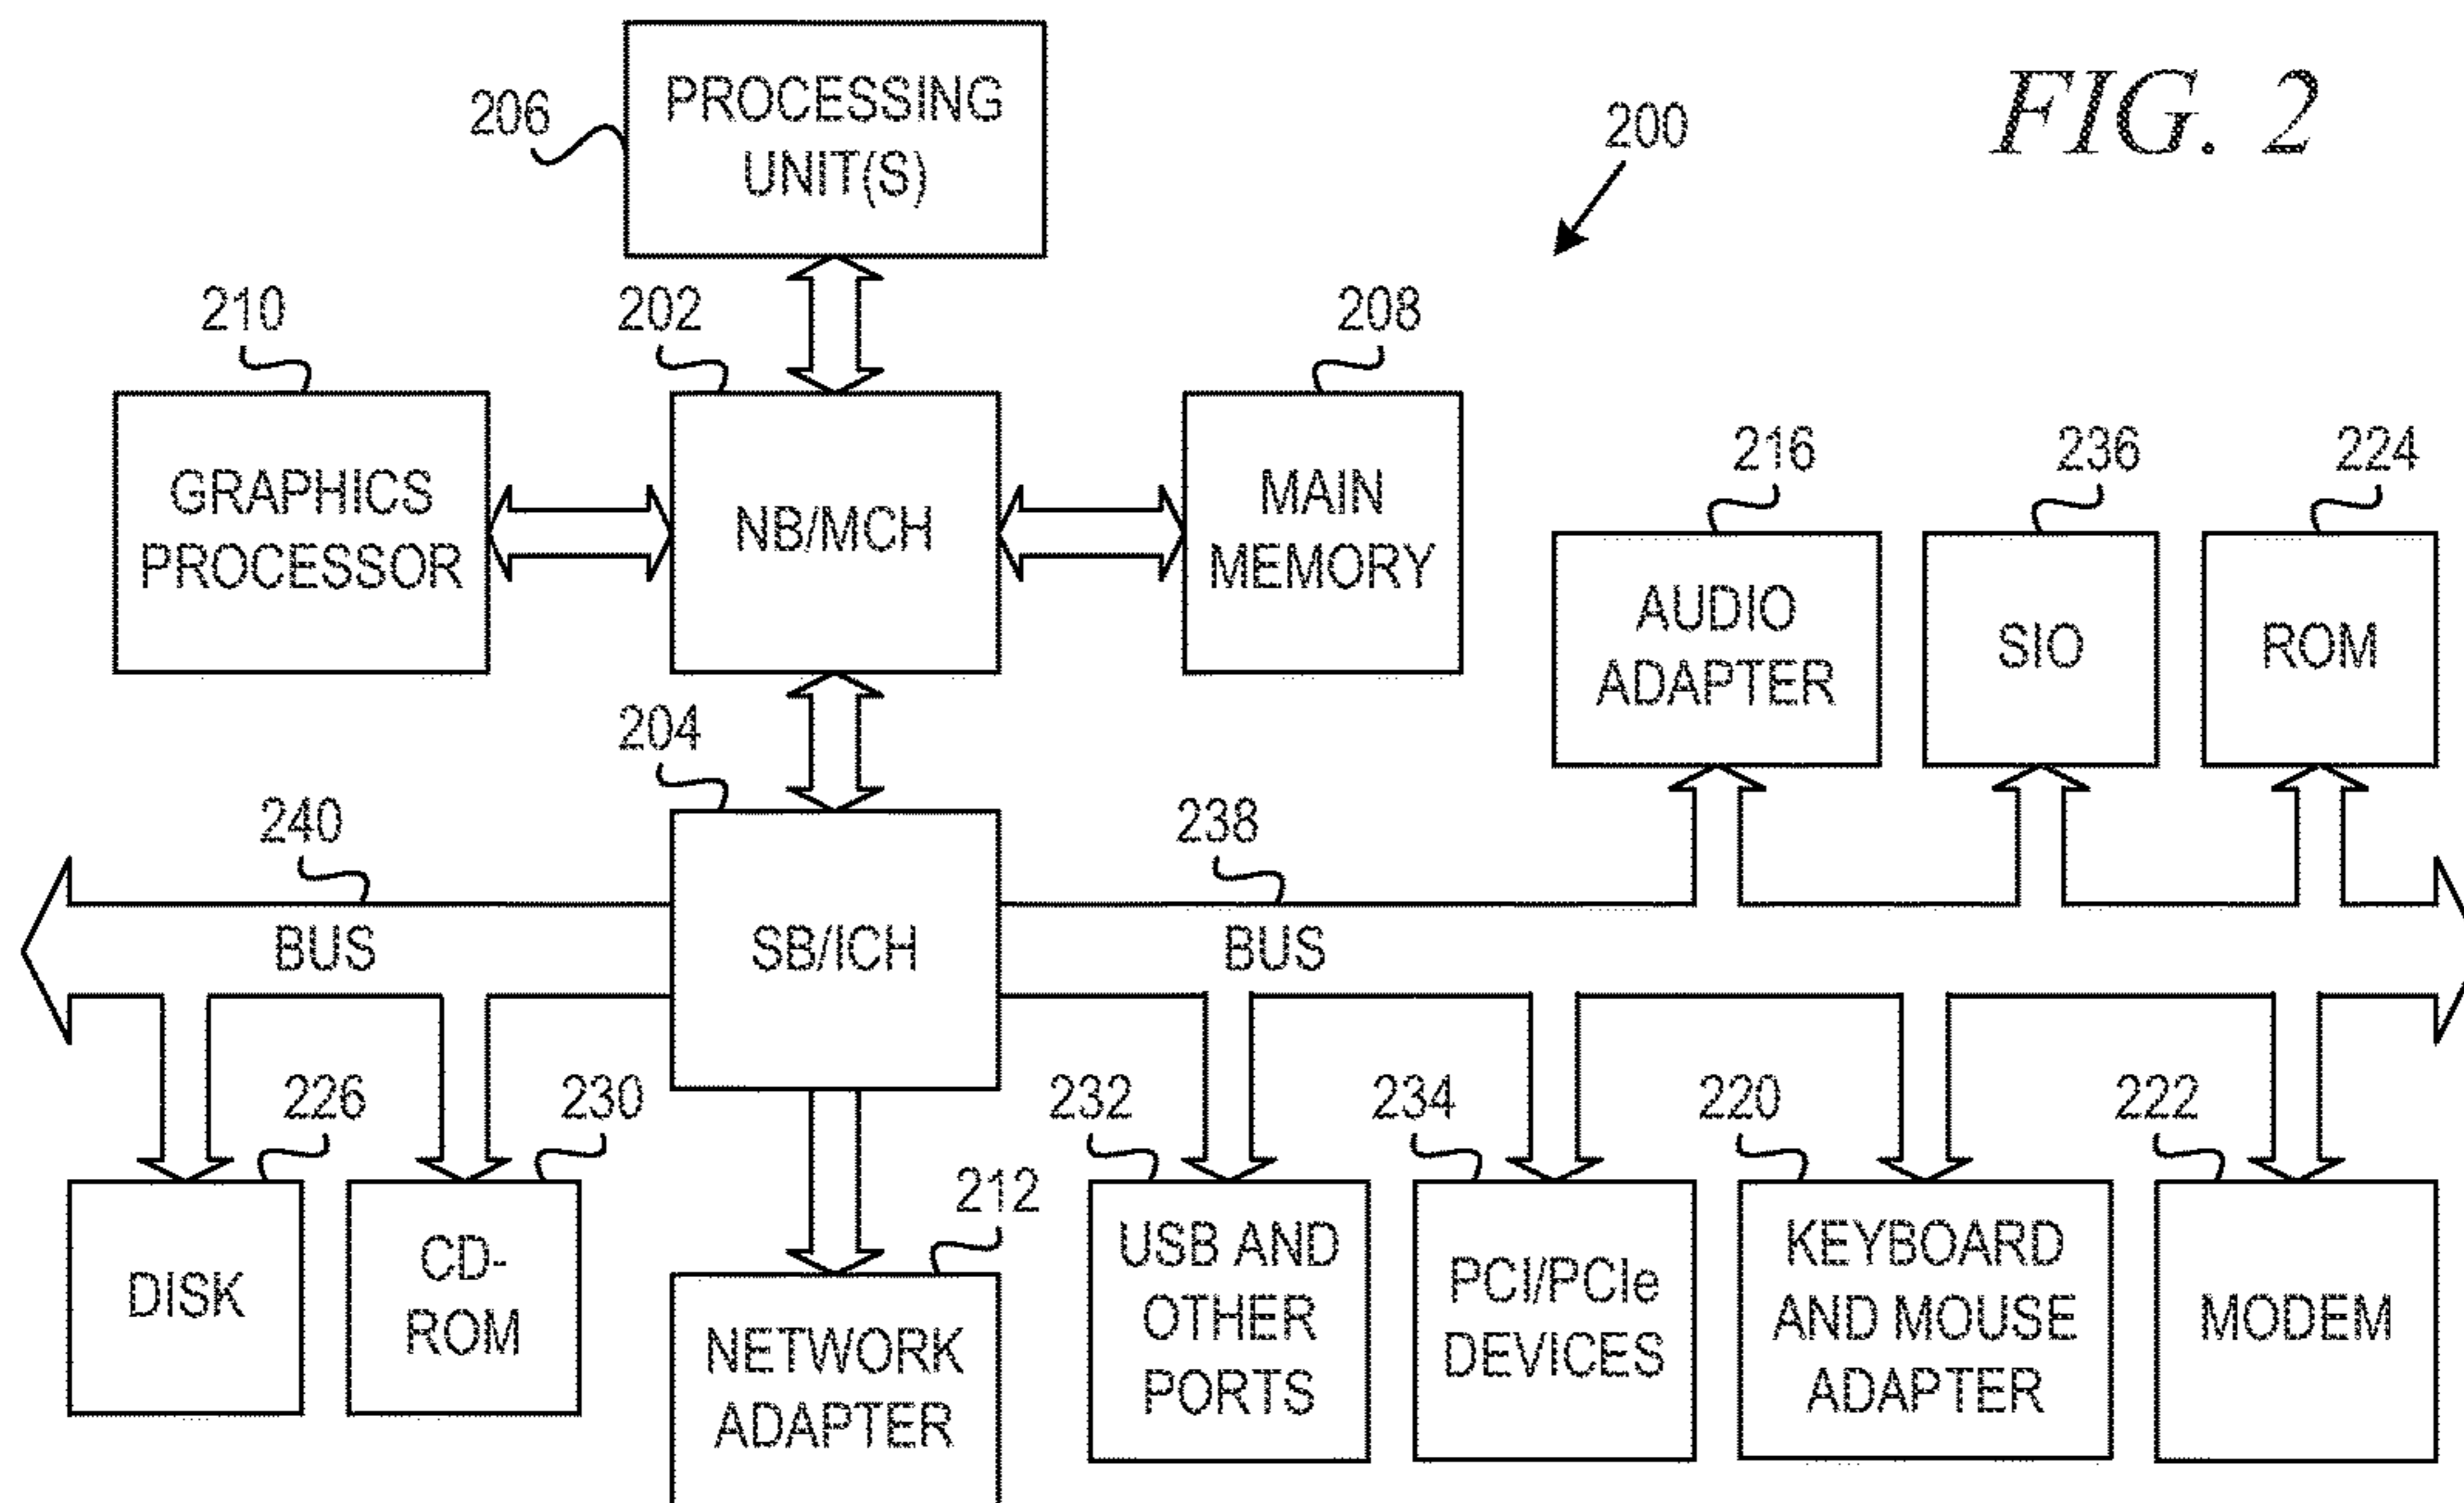 FIG. 2
200
206
PROCESSING
UNIT(S)
210
202
208
GRAPHICS
PROCESSOR
NB/MCH
MAIN
MEMORY
216
236
224
AUDIO
ADAPTER
SIO
ROM
204
240
238
BUS
SB/ICH
BUS
226
230
212
232
234
220
222
DISK
CD-
ROM
NETWORK
ADAPTER
USB AND
OTHER
PORTS
PCI/PCIe
DEVICES
KEYBOARD
AND MOUSE
ADAPTER
MODEM